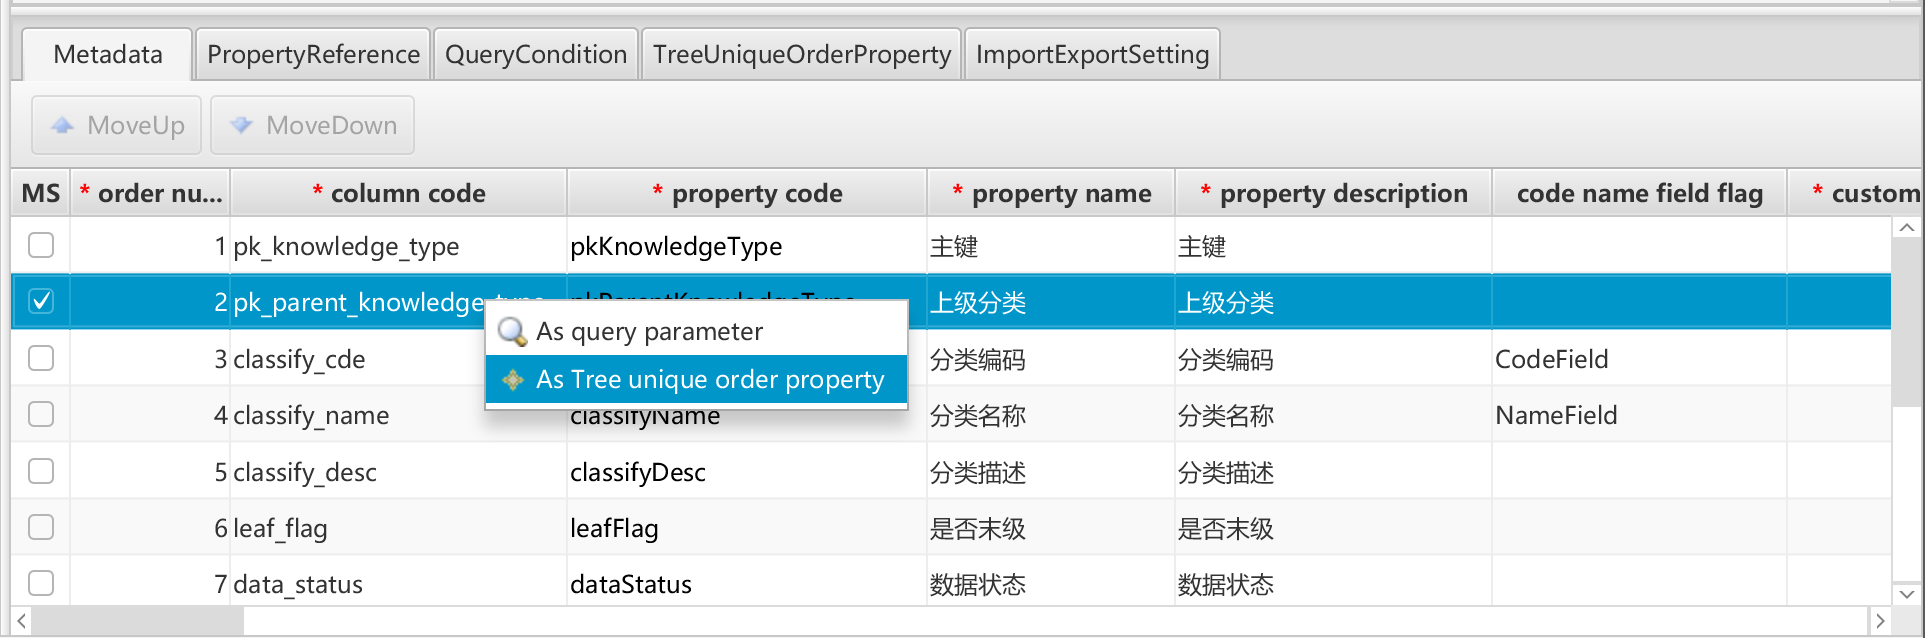 Metadata PropertyReference QueryCondition TreeUniqueOrderProperty ImportExportSetting
MoveUp MoveDown
MS * order nu... * column code * property code * property name * property description code name field flag * custom
1 pk_knowledge_type pkKnowledgeType 主键 主键
2 pk_parent_knowledge_type pkParentKnowledgeType 上级分类 上级分类
As query parameter
As Tree unique order property
3 classify_cde 分类编码 分类编码 CodeField
4 classify_name classifyName 分类名称 分类名称 NameField
5 classify_desc classifyDesc 分类描述 分类描述
6 leaf_flag leafFlag 是否末级 是否末级
7 data_status dataStatus 数据状态 数据状态